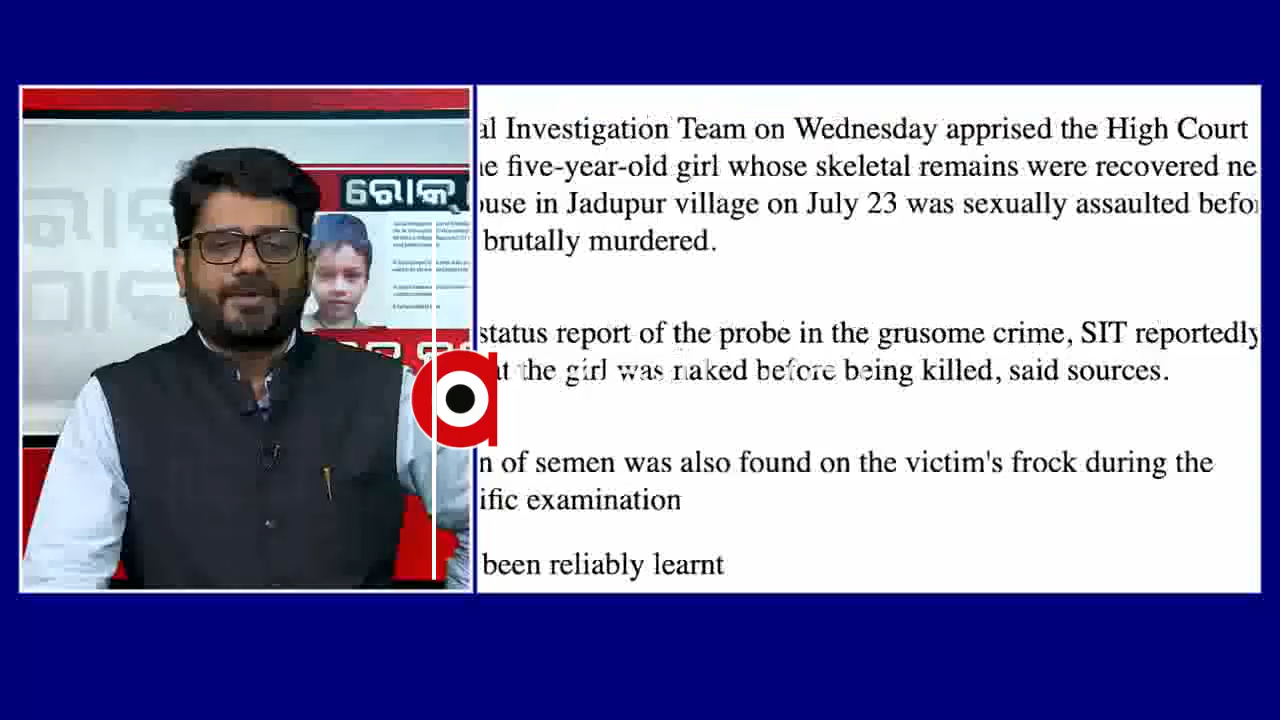 ରୋକ୍
al Investigation Team on Wednesday apprised the High Court
he five-year-old girl whose skeletal remains were recovered ne
ouse in Jadupur village on July 23 was sexually assaulted befo
brutally murdered.
status report of the probe in the grusome crime, SIT reportedly
at the girl was naked before being killed, said sources.
n of semen was also found on the victim's frock during the
ific examination
been reliably learnt